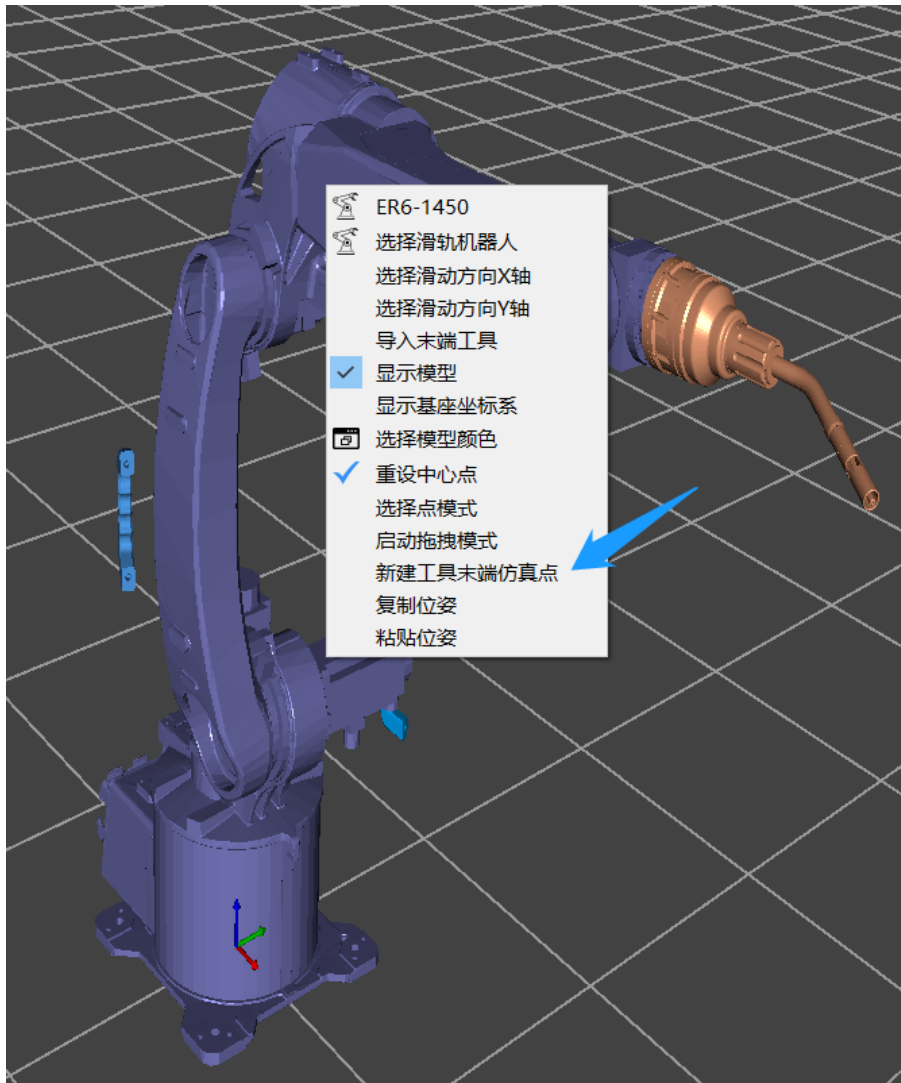 ER6-1450
选择滑轨机器人
选择滑动方向X轴
选择滑动方向Y轴
导入末端工具
显示模型
显示基座坐标系
选择模型颜色
重设中心点
选择点模式
启动拖拽模式
新建工具末端仿真点
复制位姿
粘贴位姿